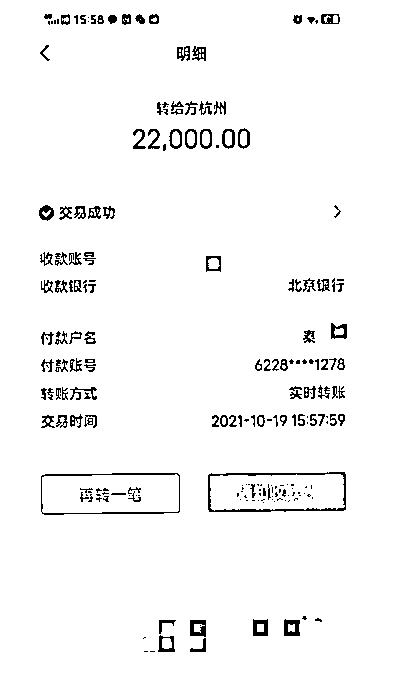 15:58
明细
转给方杭州
22,000.00
交易成功
收款账号
收款银行 北京银行
付款户名 秦
付款账号 6228****1278
转账方式 实时转账
交易时间 2021-10-19 15:57:59
再转一笔